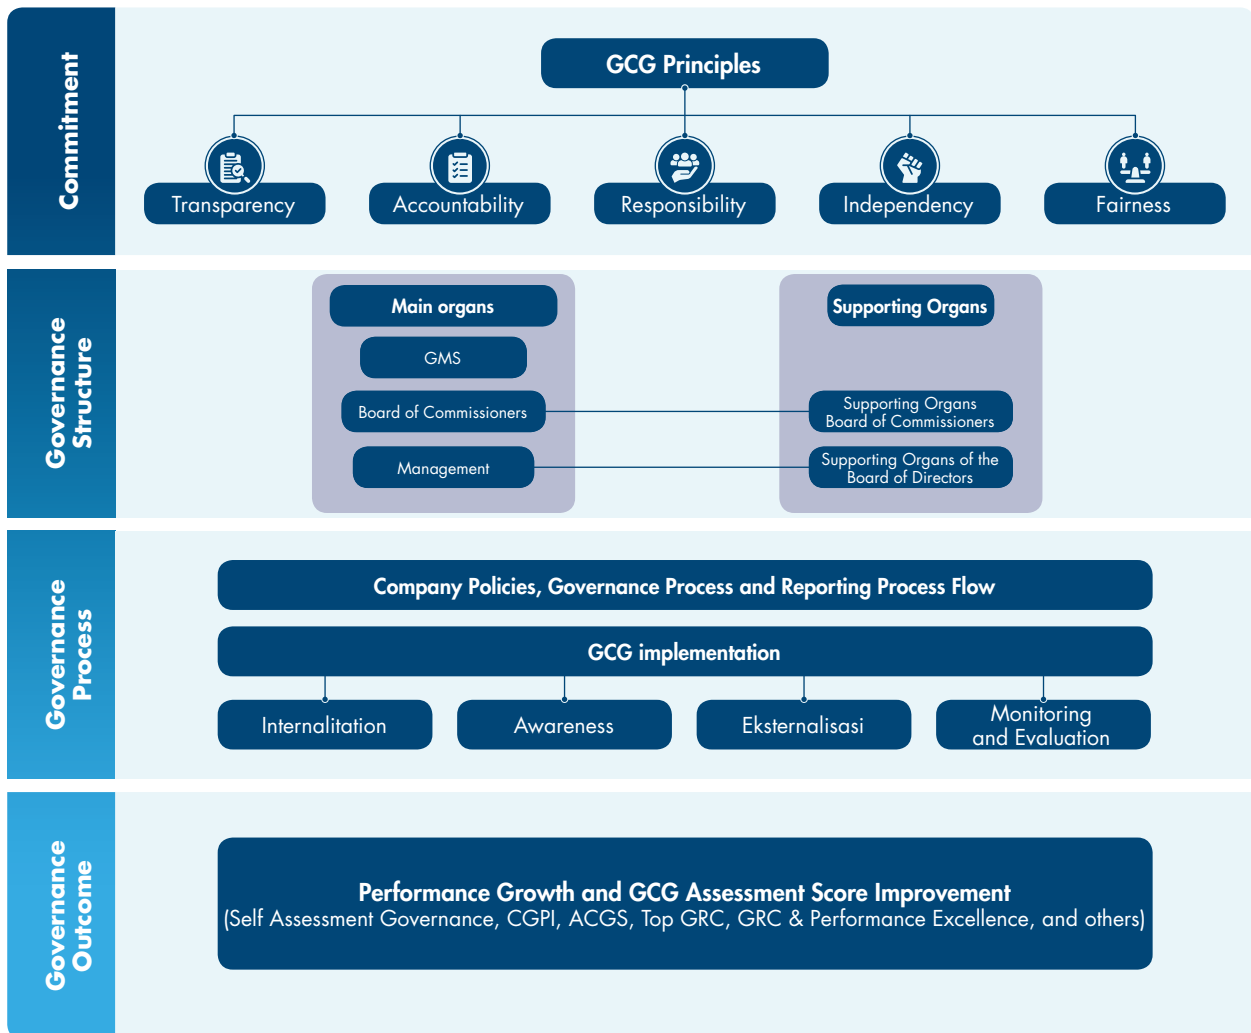 Commitment
GCG Principles
Transparency
Accountability
Responsibility
Independency
Fairness
Governance
Structure
Main organs
GMS
Board of Commissioners
Management
Supporting Organs
Supporting Organs
Board of Commissioners
Supporting Organs of the
Board of Directors
Governance
Process
Company Policies, Governance Process and Reporting Process Flow
GCG implementation
Internalitation
Awareness
Eksternalisasi
Monitoring
and Evaluation
Governance
Outcome
Performance Growth and GCG Assessment Score Improvement
(Self Assessment Governance, CGPI, ACGS, Top GRC, GRC & Performance Excellence, and others)